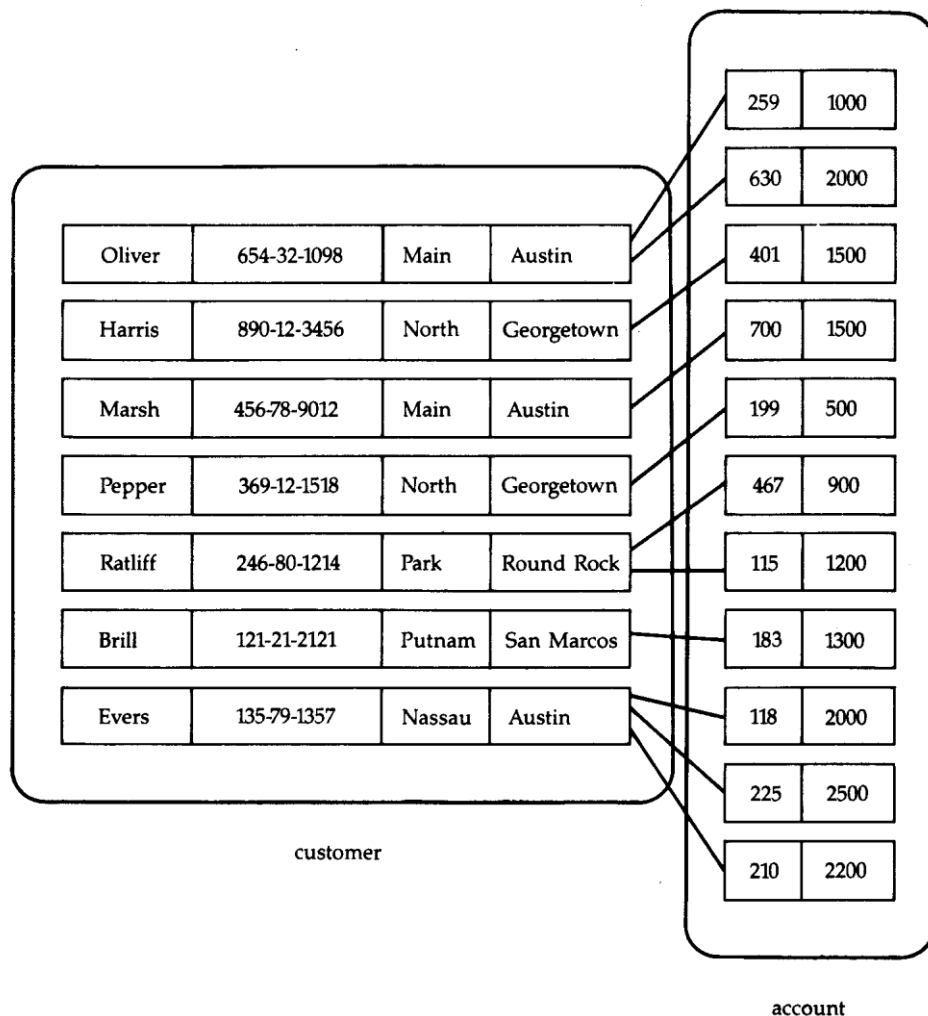 259 1000
630 2000
Oliver 654-32-1098 Main Austin
401 1500
Harris 890-12-3456 North Georgetown
700 1500
Marsh 456-78-9012 Main Austin
199 500
Pepper 369-12-1518 North Georgetown
467 900
Ratliff 246-80-1214 Park Round Rock
115 1200
Brill 121-21-2121 Putnam San Marcos
183 1300
Evers 135-79-1357 Nassau Austin
118 2000
225 2500
customer
210 2200
account